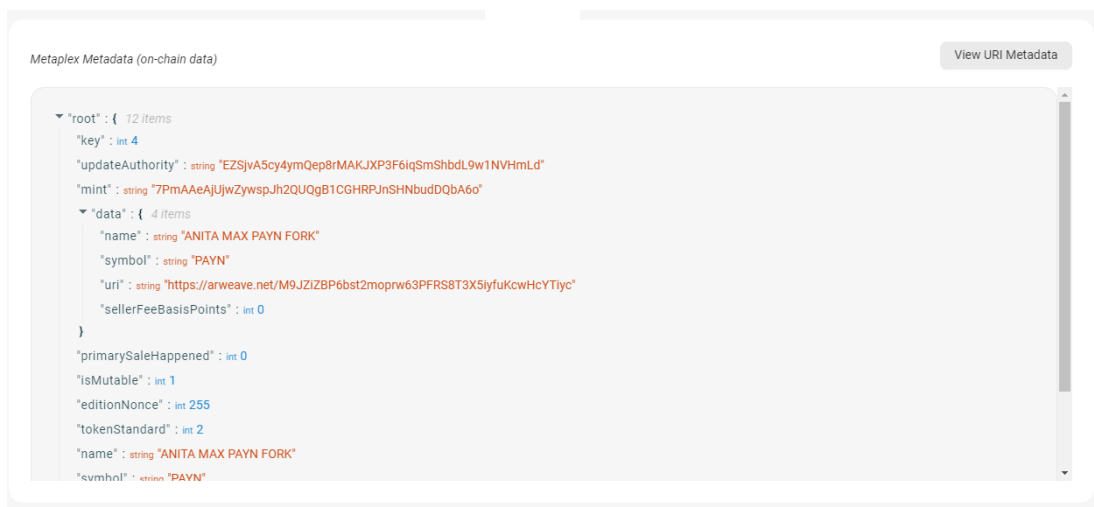 Metaplex Metadata (on-chain data)
View URI Metadata
"root" : { 12 items
"key" : int 4
"updateAuthority" : string "EZSjvA5cy4ymQep8rMAKJXP3F6iqSmShbdL9w1NVHmLd"
"mint" : string "7PmAAeAjUjwZywspJh2QUQgB1CGHRPJnSHNbudDQbA6o"
"data" : { 4 items
"name" : string "ANITA MAX PAYN FORK"
"symbol" : string "PAYN"
"uri" : string "https://arweave.net/M9JZiZBP6bst2moprw63PFRS8T3X5iyfuKcwHcYTiyc"
"sellerFeeBasisPoints" : int 0
}
"primarySaleHappened" : int 0
"isMutable" : int 1
"editionNonce" : int 255
"tokenStandard" : int 2
"name" : string "ANITA MAX PAYN FORK"
"symbol" : string "PAYN"